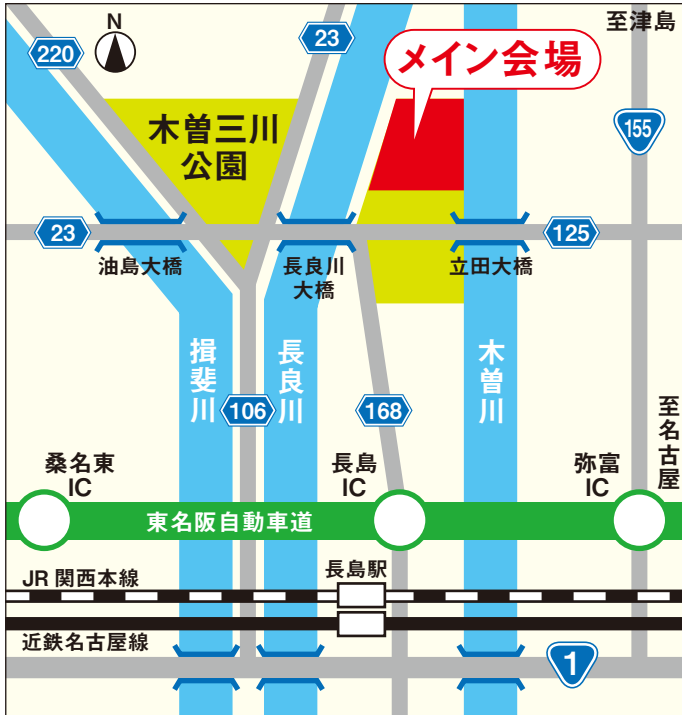 N
220
23
至津島
メイン会場
155
木曽三川
公園
23
125
油島大橋
長良川
大橋
立田大橋
揖斐川
長良川
木曽川
106
168
至名古屋
桑名東
IC
長島
IC
弥富
IC
東名阪自動車道
JR 関西本線
長島駅
近鉄名古屋線
1